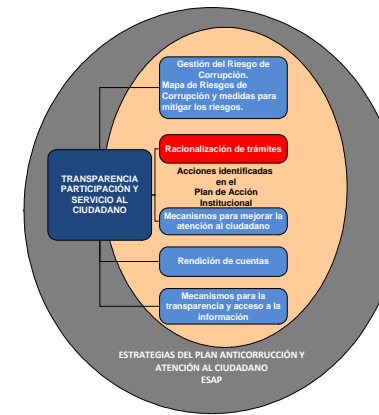 Gestión del Riesgo de
Corrupción.
Mapa de Riesgos de
Corrupción y medidas para
mitigar los riesgos.
Racionalización de trámites
TRANSPARENCIA
PARTICIPACIÓN Y
SERVICIO AL
CIUDADANO
Acciones identificadas
en el
Plan de Acción
Institucional
Mecanismos para mejorar la
atención al ciudadano
Rendición de cuentas
Mecanismos para la
transparencia y acceso a la
información
ESTRATEGIAS DEL PLAN ANTICORRUCCIÓN Y
ATENCIÓN AL CIUDADANO
ESAP